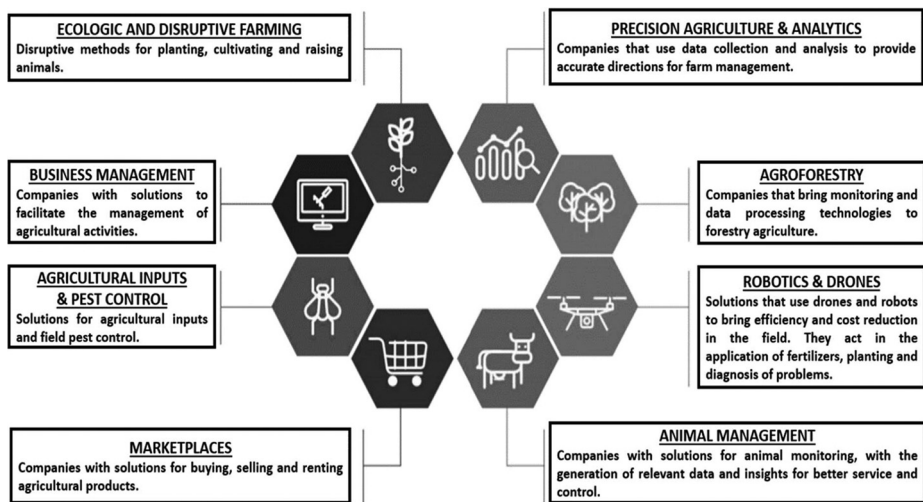 ECOLOGIC AND DISRUPTIVE FARMING
Disruptive methods for planting, cultivating and raising
animals.
PRECISION AGRICULTURE & ANALYTICS
Companies that use data collection and analysis to provide
accurate directions for farm management.
BUSINESS MANAGEMENT
Companies with solutions to
facilitate the management of
agricultural activities.
AGROFORESTRY
Companies that bring monitoring and
data processing technologies to
forestry agriculture.
AGRICULTURAL INPUTS
& PEST CONTROL
Solutions for agricultural inputs
and field pest control.
ROBOTICS & DRONES
Solutions that use drones and robots
to bring efficiency and cost reduction
in the field. They act in the
application of fertilizers, planting and
diagnosis of problems.
MARKETPLACES
Companies with solutions for buying, selling and renting
agricultural products.
ANIMAL MANAGEMENT
Companies with solutions for animal monitoring, with the
generation of relevant data and insights for better service and
control.